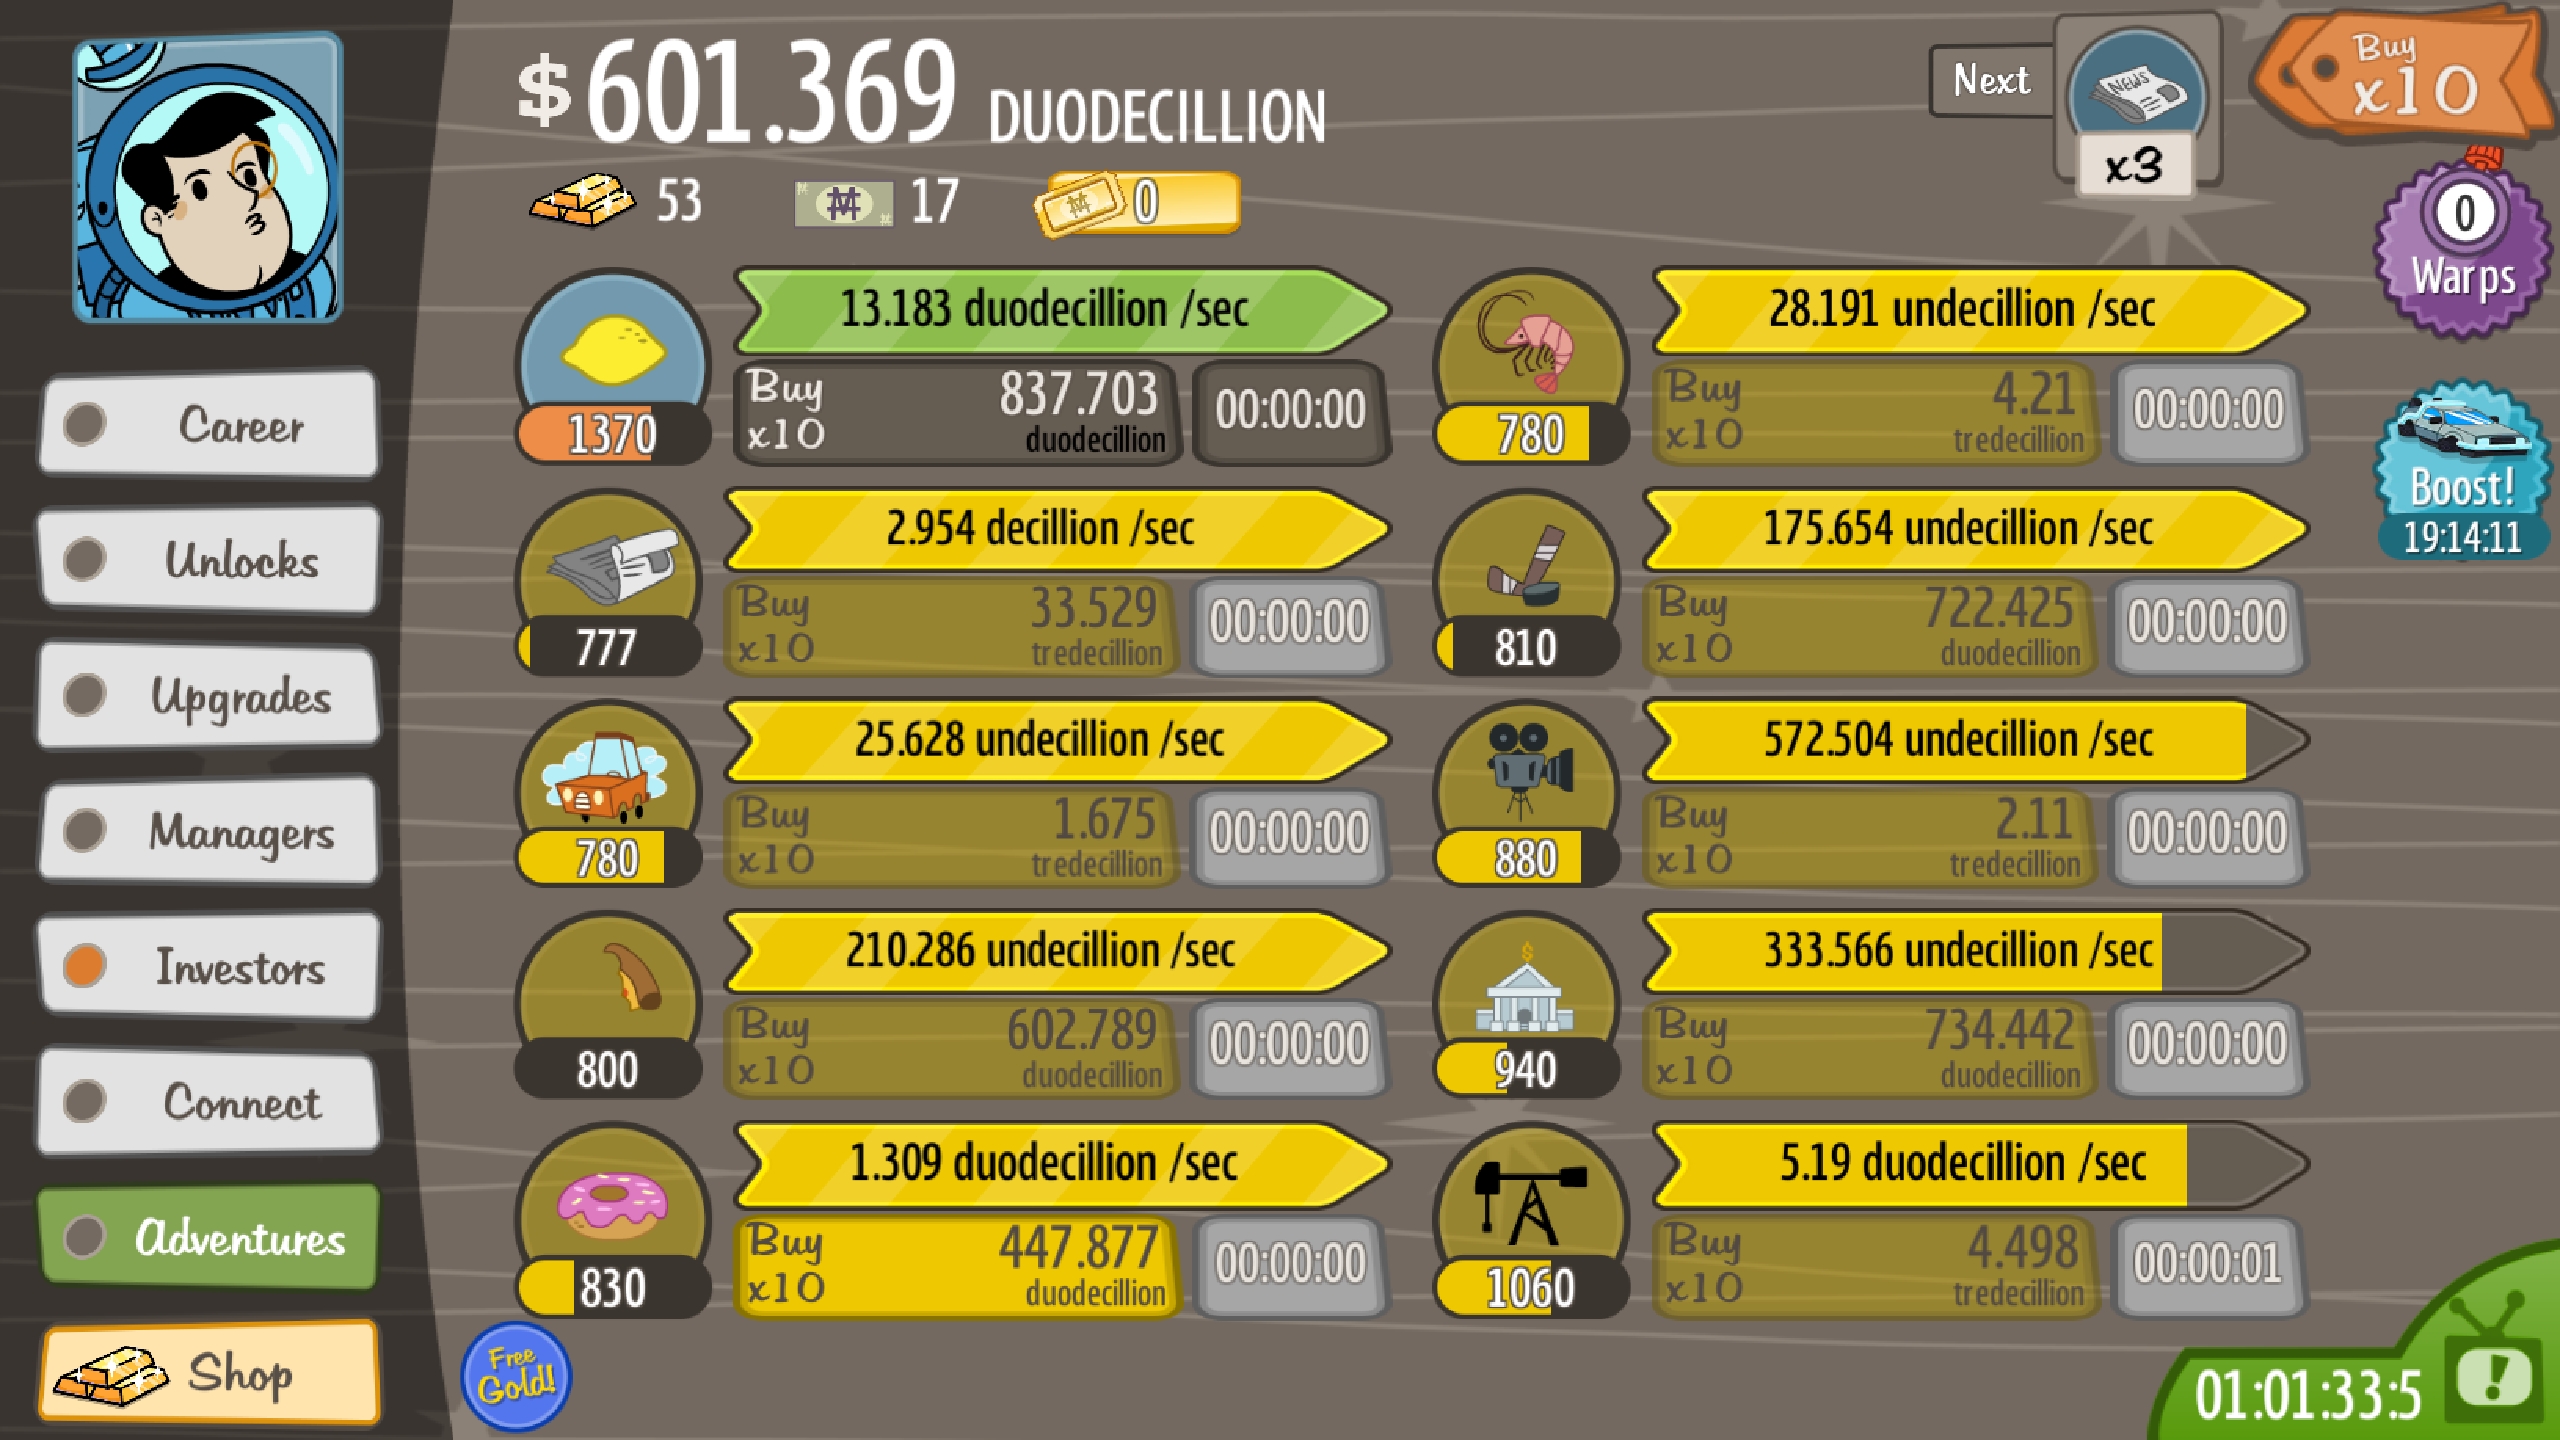 $601.369 DUODECILLION
53
17
0
Next
NEWS
x3
Buy
x10
0
Warps
Boost!
19:14:11
Career
Unlocks
Upgrades
Managers
Investors
Connect
Adventures
Shop
13.183 duodecillion /sec
1370
Buy
x10
837.703
duodecillion
00:00:00
28.191 undecillion /sec
780
Buy
x10
4.21
tredecillion
00:00:00
2.954 decillion /sec
777
Buy
x10
33.529
tredecillion
00:00:00
175.654 undecillion /sec
810
Buy
x10
722.425
duodecillion
00:00:00
25.628 undecillion /sec
780
Buy
x10
1.675
tredecillion
00:00:00
572.504 undecillion /sec
880
Buy
x10
2.11
tredecillion
00:00:00
210.286 undecillion /sec
800
Buy
x10
602.789
duodecillion
00:00:00
333.566 undecillion /sec
940
Buy
x10
734.442
duodecillion
00:00:00
1.309 duodecillion /sec
830
Buy
x10
447.877
duodecillion
00:00:00
5.19 duodecillion /sec
1060
Buy
x10
4.498
tredecillion
00:00:01
Free
Gold!
01:01:33:5